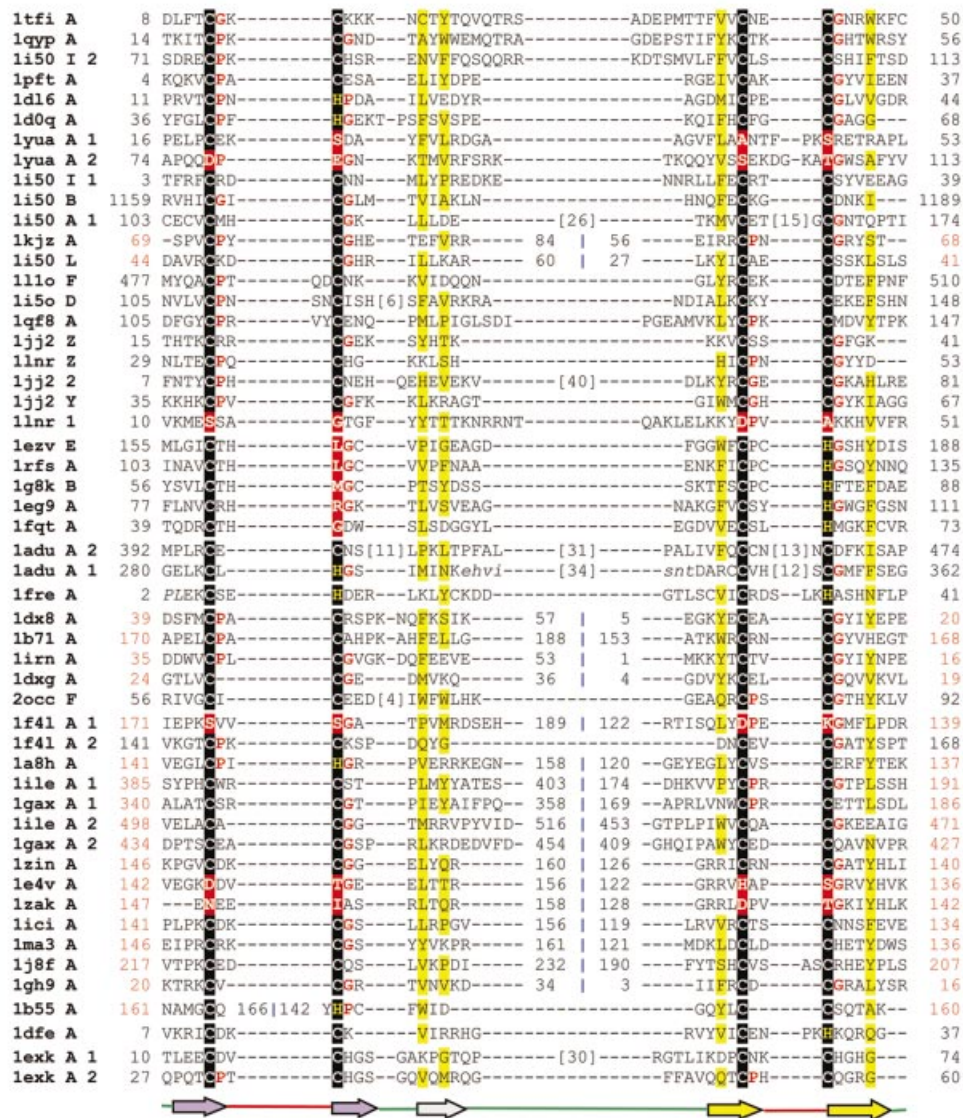 1tfi A 8 DLFTCGK----------CKKK--NCTYTQVQTRS-------ADEPMTTFVVCNE----CGNRWKFC 50
1qyp A 14 TKITCPK----------CGND--TAYWWEMQTRA-------GDEPSTIFYKCTK----CGHTWRSY 56
1i50 I 2 71 SDRECPK----------CHSR--ENVFFQSQQRR-------KDTSMVLFFVCLS----CSHIFTSD 113
1pft A 4 KQKVCPA----------CESA--ELIYDPE-----------RGEIVCAK----CGYVIEEN 37
1dl6 A 11 PRVTCPN----------HPDA--ILVEDYR-----------AGDMICPE----CGLVVGDR 44
1d0q A 36 YFGLCPF----------HGEKT-PSFSVSPE----------KQIFHCFG----CGAGG--- 68
1yua A 1 16 PELPCEK----------SDA---YFVLRDGA----------AGVFLAANTF-PKSRETRAPL 53
1yua A 2 74 APQQDP-----------EGN---KTMVRFSRK---------TKQQYVSSEKDG-KATGWSAFYV 113
1i50 I 1 3 TFRFCRD----------CNN---MLYPREDKE---------NNRLLFECRT----CSYVEEAG 39
1i50 B 1159 RVHICGI----------CGLM--TVIAKLN-----------HNQFECKG----CDNKI--- 1189
1i50 A 1 103 CECVCMH----------CGK---LLLDE------[26]------TKMVCET[15]GCGNTQPTI 174
1kjz A 69 -SPVCPY----------CGHE--TEFVRR-- 84 | 56 ---EIRRCPN----CGRYST-- 68
1i50 L 44 DAVRCKD----------CGHR--ILLKAR-- 60 | 27 ---LKYICAE----CSSKLSLS 41
1l1o F 477 MYQACPT--------QDCNK---KVIDQQN-----------GLYRCEK----CDTEFPNF 510
1i5o D 105 NVLVCPN--------SNCISH[6]SFAVRKRA---------NDIALKCKY----CEKEFSHN 148
1qf8 A 105 DFGYCPR--------VYCENQ--PMLPIGLSDI-------PGEAMVKLYCPK----CMDVYTPK 147
1jj2 Z 15 THTKCRR----------CGEK--SYHTK-------------KKVCSS----CGFGK--- 41
1lnr Z 29 NLTECPQ----------CHG---KKLSH-------------HICPN----CGYYD--- 53
1jj2 2 7 FNTYCPH----------CNEH--QEHEVEKV-----[40]------DLKYRCGE----CGKAHLRE 81
1jj2 Y 35 KKHKCPV----------CGFK--KLKRAGT-----------GIWMCGH----CGYKIAGG 67
1lnr 1 10 VKMESSA----------GTGF--YYTTTKNRRNT-------QAKLELKKYDPV----AKKHVVFR 51
1ezv E 155 MLGICTH----------LGC---VPIGEAGD----------FGGWFCPC----HGSHYDIS 188
1rfs A 103 INAVCTH----------LGC---VVPFNAA-----------ENKFICPC----HGSQYNNQ 135
1g8k B 56 YSVLCTH----------MGC---PTSYDSS-----------SKTFSCPC----HFTEFDAE 88
1eg9 A 77 FLNVCRH----------RGK---TLVSVEAG----------NAKGFVCSY----HGWGFGSN 111
1fqt A 39 TQDRCTH----------GDW---SLSDGGYL----------EGDVVECSL----HMGKFCVR 73
1adu A 2 392 MPLRCE-----------CNS[11]LPKLTPFAL-----[31]-----PALIVFQCCN[13]NCDFKISAP 474
1adu A 1 280 GELKCL-----------HGS---IMINKehvi------[34]-----sntDARCCVH[12]SCGMFFSEG 362
1fre A 2 PLEKCSE----------HDER--LKLYCKDD----------GTLSCVICRDS--LKHASHNFLP 41
1dx8 A 39 DSFMCPA----------CRSPK-NQFKSIK-- 57 | 5 ---EGKYECEA----CGYIYEPE 20
1b71 A 170 APELCPA----------CAHPK-AHFELLG-- 188 | 153 --ATKWRCRN----CGYVHEGT 168
1irn A 35 DDWVCPL----------CGVGK-DQFEEVE-- 53 | 1 ---MKKYTCTV----CGYIYNPE 16
1dxg A 24 GTLVC------------CGE---DMVKQ--- 36 | 4 ---GDVYKCEL----CGQVVKVL 19
2occ F 56 RIVGCI-----------CEED[4]IWFWLHK-----------GEAQRCPS----CGTHYKLV 92
1f4l A 1 171 IEPKSVV----------SGA---TPVMRDSEH-- 189 | 122 --RTISQLYDPE----KGMFLPDR 139
1f4l A 2 141 VKGTCPK----------CKSP--DQYG--------------DNCEV----CGATYSPT 168
1a8h A 141 VEGLCPI----------HGR---PVERRKEGN-- 158 | 120 --GEYEGLYCVS----CERFYTEK 137
1ile A 1 385 SYPHCWR----------CST---PLMYYATES-- 403 | 174 --DHKVVPYCPR----CGTPLSSH 191
1gax A 1 340 ALATCSR----------CGT---PIEYAIFPQ-- 358 | 169 --APRLVNWCPR----CETTLSDL 186
1ile A 2 498 VELACA-----------CGG---TMRRVPYVID- 516 | 453 --GTPLPIWVCQA----CGKEEAIG 471
1gax A 2 434 DPTSCEA----------CGSP--RLKRDEDVFD- 454 | 409 --GHQIPAWYCED----CQAVNVPR 427
1zin A 146 KPGVCDK----------CGG---ELYQR--- 160 | 126 ---GRRICRN----CGATYHLI 140
1e4v A 142 VEGKDDV----------TGE---ELTTR--- 156 | 122 ---GRRVHAP----SGRVYHVK 136
1zak A 147 ---ENEE----------IAS---RLTQR--- 158 | 128 ---GRRLDPV----TGKIYHLK 142
1ici A 141 PLPKCDK----------CGS---LLRPGV-- 156 | 119 ---LRVVRCTS----CNNSFEVE 134
1ma3 A 146 EIPRCRK----------CGS---YYVKPR-- 161 | 121 ---MDKLDCLD----CHETYDWS 136
1j8f A 217 VTPKCED----------CQS---LVKPDI-- 232 | 190 ---FYTSHCVS--ASCRHEYPLS 207
1gh9 A 20 KTRKCV-----------CGR---TVNVKD-- 34 | 3 ---IIFRCD-----CGRALYSR 16
1b55 A 161 NAMGCQ 166|142 YHPC---FWID------------------VYLC-----CSQTAK-- 160
1dfe A 7 VKRICDK----------CK----VIRRHG------------RVYVICEN--PKHKQRQG- 37
1exk A 1 10 TLEECDV----------CHGS--GAKPGTQP-----[30]-----RGTLIKDPCNK----CHGHG--- 74
1exk A 2 27 QPQTCPT----------CHGS--GQVQMRQG----------FFAVQQTCPH----CQGRG--- 60